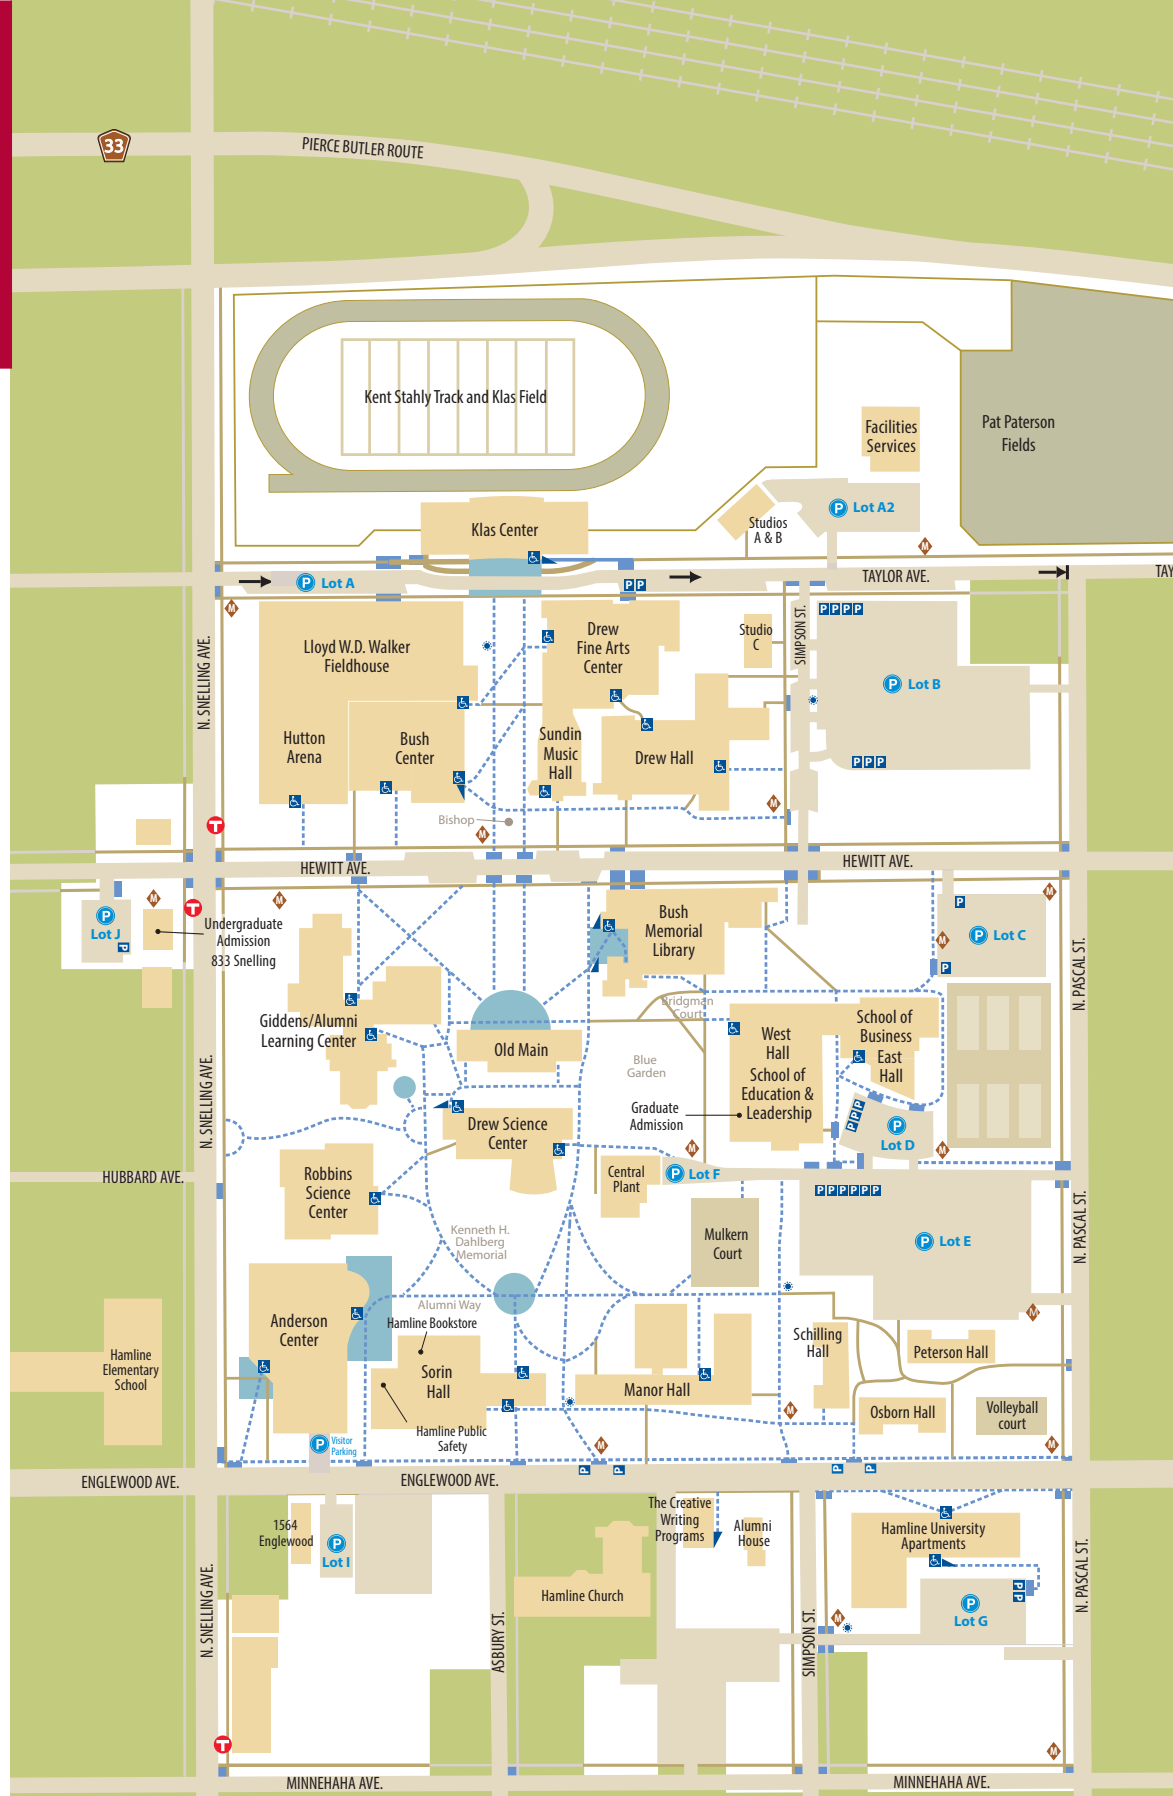 33
PIERCE BUTLER ROUTE
Kent Stahly Track and Klas Field
Facilities
Services
Pat Paterson
Fields
Klas Center
Studios
A & B
P Lot A2
M
P Lot A
P P
TAYLOR AVE.
TAY
M
N. SNELLING AVE.
Lloyd W.D. Walker
Fieldhouse
Drew
Fine Arts
Center
Studio
C
SIMPSON ST.
P P P P
P Lot B
Hutton
Arena
Bush
Center
Sundin
Music
Hall
Drew Hall
P P P
M
Bishop
M
T
HEWITT AVE.
HEWITT AVE.
P
Lot J
P
M
T
M
Undergraduate
Admission
833 Snelling
Bush
Memorial
Library
P
M
P Lot C
M
P
N. PASCAL ST.
Giddens/Alumni
Learning Center
Old Main
Bridgman
Court
Blue
Garden
West
Hall
School of
Education &
Leadership
School of
Business
East
Hall
Graduate
Admission
N. SNELLING AVE.
Drew Science
Center
P P P
P
Lot D
M
M
HUBBARD AVE.
Robbins
Science
Center
Central
Plant
P Lot F
P P P P P P
Kenneth H.
Dahlberg
Memorial
Mulkern
Court
P Lot E
N. PASCAL ST.
Alumni Way
Anderson
Center
Hamline Bookstore
Sorin
Hall
Hamline
Elementary
School
Manor Hall
Schilling
Hall
M
Peterson Hall
Osborn Hall
Volleyball
court
Hamline Public
Safety
M
M
M
P Visitor
Parking
P P
P P
ENGLEWOOD AVE.
ENGLEWOOD AVE.
1564
Englewood
P
Lot I
The Creative
Writing
Programs
Alumni
House
Hamline University
Apartments
N. SNELLING AVE.
Hamline Church
ASBURY ST.
SIMPSON ST.
N. PASCAL ST.
P P
P
Lot G
M
T
M
MINNEHAHA AVE.
MINNEHAHA AVE.